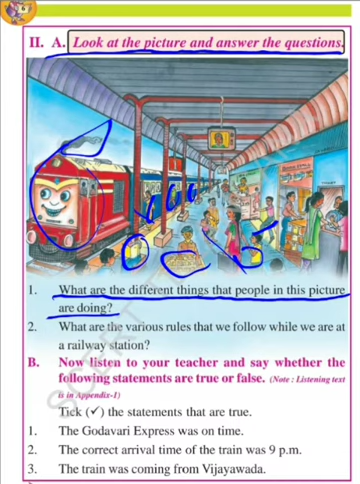 6
II. A. Look at the picture and answer the questions.
1. What are the different things that people in this picture
are doing?
2. What are the various rules that we follow while we are at
a railway station?
B. Now listen to your teacher and say whether the
following statements are true or false. (Note : Listening text
is in Appendix-1)
Tick (✓) the statements that are true.
1. The Godavari Express was on time.
2. The correct arrival time of the train was 9 p.m.
3. The train was coming from Vijayawada.
SCERT